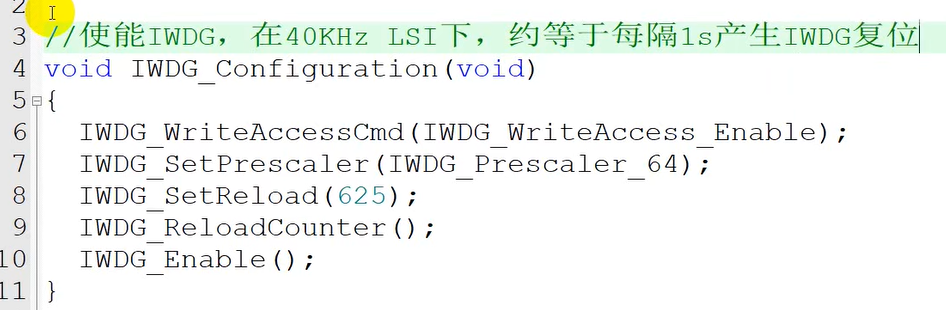 2
3 //使能IWDG，在40KHz LSI下，约等于每隔1s产生IWDG复位
4 void IWDG_Configuration(void)
5 {
6 IWDG_WriteAccessCmd(IWDG_WriteAccess_Enable);
7 IWDG_SetPrescaler(IWDG_Prescaler_64);
8 IWDG_SetReload(625);
9 IWDG_ReloadCounter();
10 IWDG_Enable();
11 }